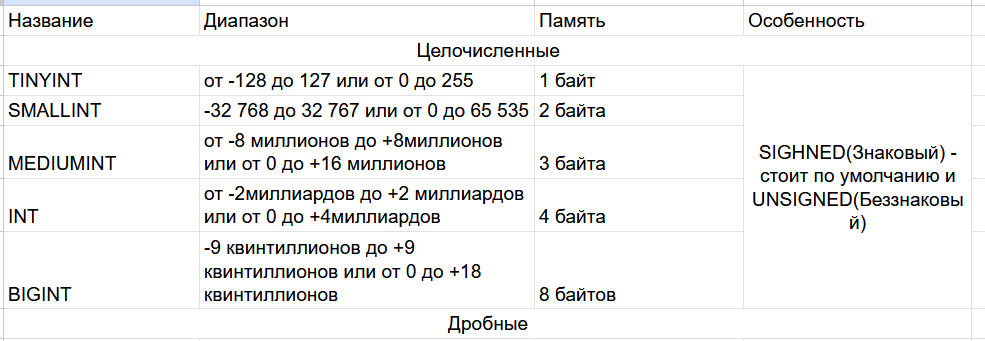 Название Диапазон Память Особенность
Целочисленные
TINYINT от -128 до 127 или от 0 до 255 1 байт
SMALLINT -32 768 до 32 767 или от 0 до 65 535 2 байта
MEDIUMINT от -8 миллионов до +8миллионов
или от 0 до +16 миллионов 3 байта
INT от -2миллиардов до +2 миллиардов
или от 0 до +4миллиардов 4 байта
BIGINT -9 квинтиллионов до +9
квинтиллионов или от 0 до +18
квинтиллионов 8 байтов
SIGHNED(Знаковый) -
стоит по умолчанию и
UNSIGNED(Беззнаковы
й)
Дробные